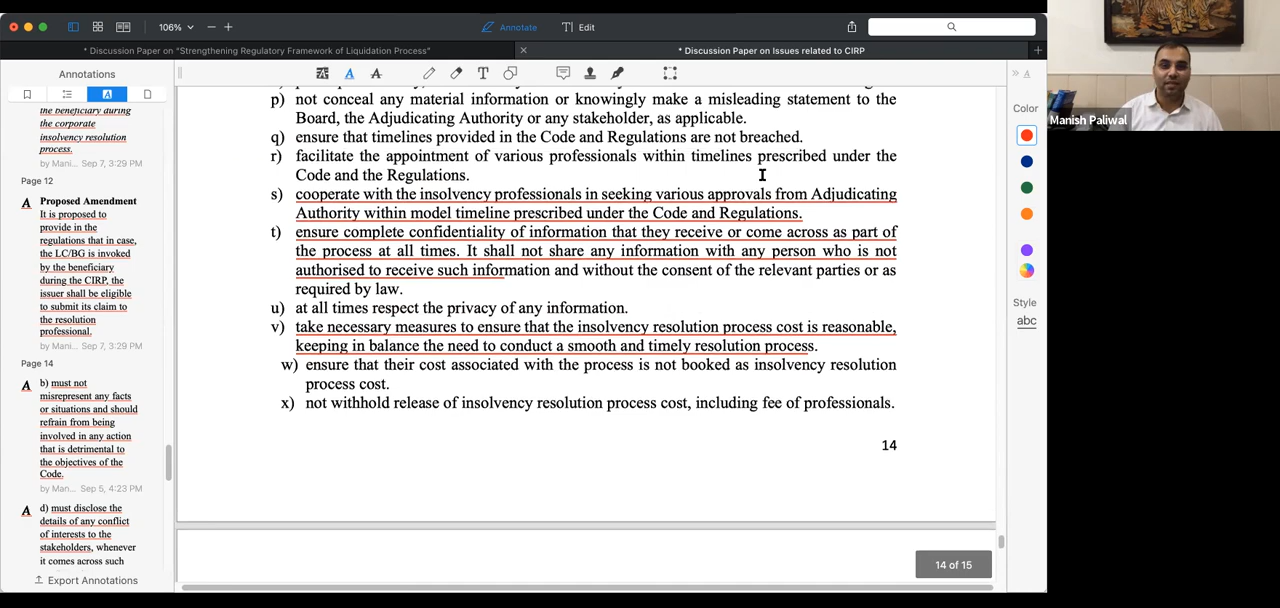 106%
Annotate
Edit
* Discussion Paper on "Strengthening Regulatory Framework of Liquidation Process"
* Discussion Paper on Issues related to CIRP
Annotations
the beneficiary during
the corporate
insolvency resolution
process.
by Mani... Sep 7, 3:29 PM
Page 12
Proposed Amendment
It is proposed to
provide in the
regulations that in case,
the LC/BG is invoked
by the beneficiary
during the CIRP, the
issuer shall be eligible
to submit its claim to
the resolution
professional.
by Mani... Sep 7, 3:29 PM
Page 14
b) must not
misrepresent any facts
or situations and should
refrain from being
involved in any action
that is detrimental to
the objectives of the
Code.
by Man... Sep 5, 4:23 PM
d) must disclose the
details of any conflict
of interests to the
stakeholders, whenever
it comes across such
Export Annotations
p) not conceal any material information or knowingly make a misleading statement to the
Board, the Adjudicating Authority or any stakeholder, as applicable.
q) ensure that timelines provided in the Code and Regulations are not breached.
r) facilitate the appointment of various professionals within timelines prescribed under the
Code and the Regulations.
s) cooperate with the insolvency professionals in seeking various approvals from Adjudicating
Authority within model timeline prescribed under the Code and Regulations.
t) ensure complete confidentiality of information that they receive or come across as part of
the process at all times. It shall not share any information with any person who is not
authorised to receive such information and without the consent of the relevant parties or as
required by law.
u) at all times respect the privacy of any information.
v) take necessary measures to ensure that the insolvency resolution process cost is reasonable,
keeping in balance the need to conduct a smooth and timely resolution process.
w) ensure that their cost associated with the process is not booked as insolvency resolution
process cost.
x) not withhold release of insolvency resolution process cost, including fee of professionals.
14
14 of 15
Color
Style
abc
Manish Paliwal